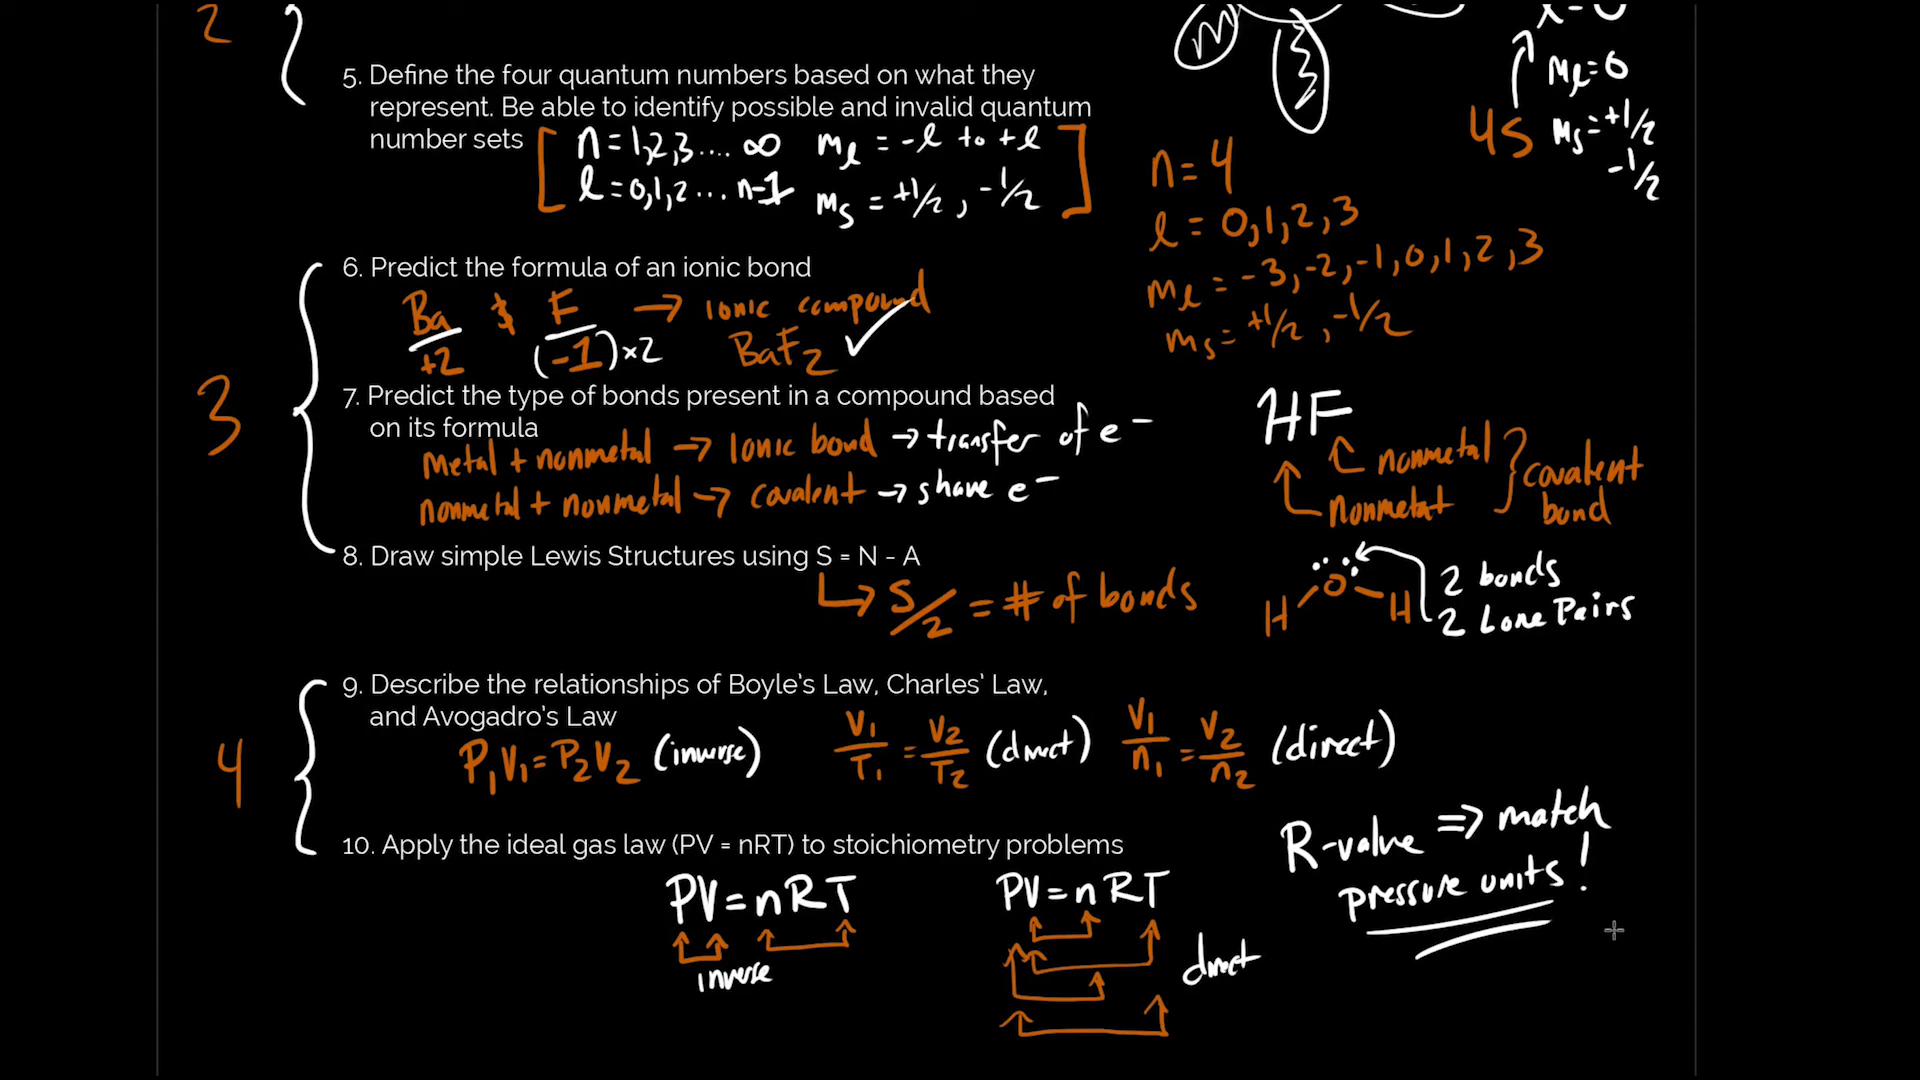 2
5. Define the four quantum numbers based on what they
represent. Be able to identify possible and invalid quantum
number sets
n = 1,2,3.... ∞ mℓ = -ℓ to +ℓ
ℓ = 0,1,2 ... n-1 ms = +1/2, -1/2
ℓ = 0
mℓ = 0
4s ms = +1/2
-1/2
n = 4
ℓ = 0,1,2,3
mℓ = -3,-2,-1,0,1,2,3
ms = +1/2, -1/2
3
6. Predict the formula of an ionic bond
Ba & F → Ionic compound
+2 (-1)×2 BaF2 ✓
7. Predict the type of bonds present in a compound based
on its formula
Metal + nonmetal → Ionic bond → transfer of e-
nonmetal + nonmetal → covalent → share e-
HF
nonmetal
nonmetal
covalent
bond
8. Draw simple Lewis Structures using S = N - A
S/2 = # of bonds
H O H
2 bonds
2 Lone Pairs
4
9. Describe the relationships of Boyle's Law, Charles' Law,
and Avogadro's Law
P1V1 = P2V2 (inverse) V1/T1 = V2/T2 (direct) V1/n1 = V2/n2 (direct)
10. Apply the ideal gas law (PV = nRT) to stoichiometry problems
PV = nRT PV = nRT
inverse direct
R-value => match
pressure units!